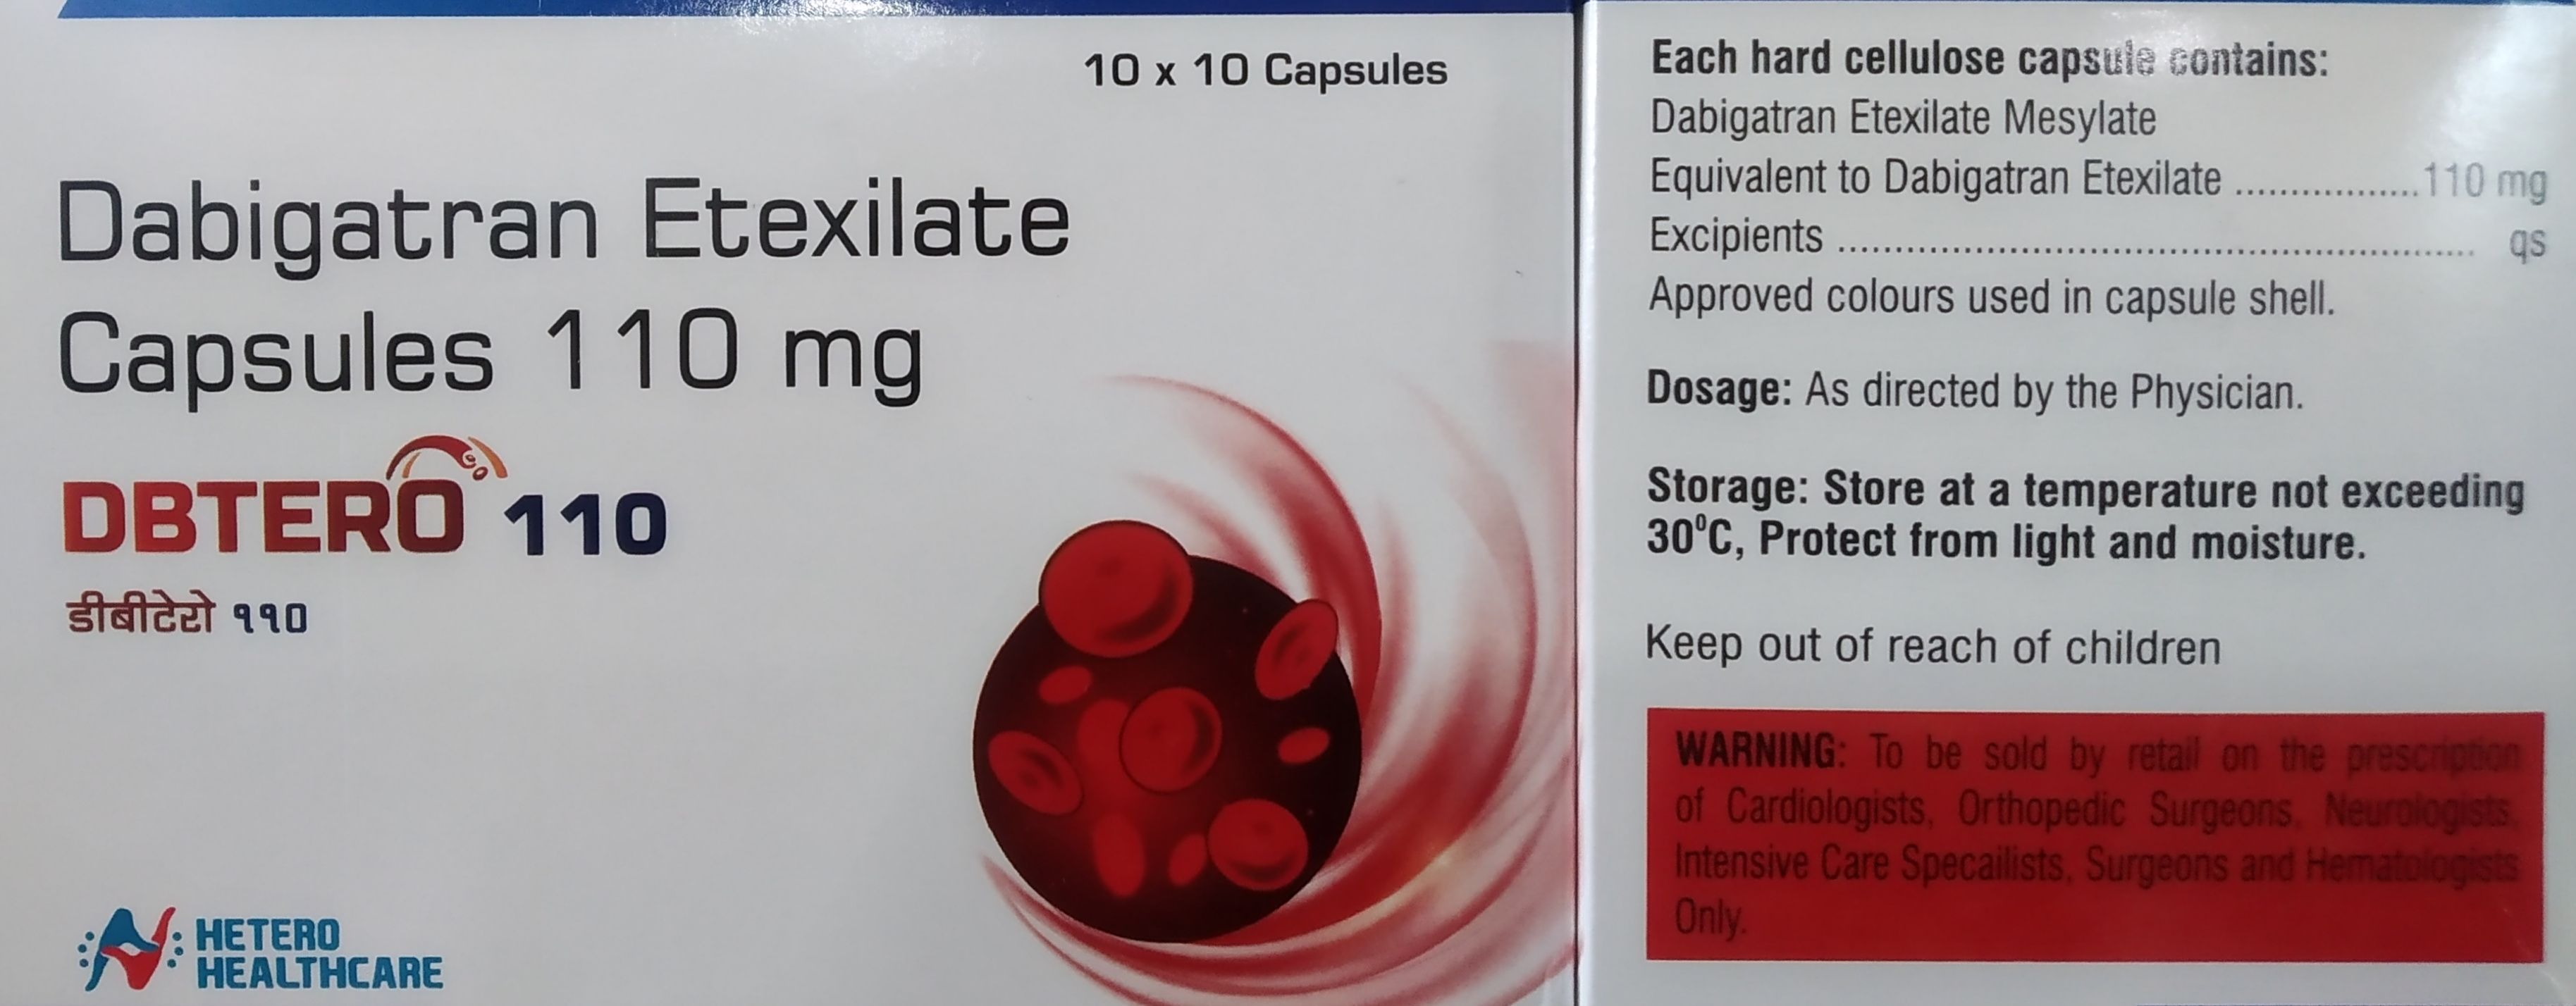 10 x 10 Capsules
Dabigatran Etexilate
Capsules 110 mg
DBTERO 110
डीबीटेरो ११०
HETERO
HEALTHCARE
Each hard cellulose capsule contains:
Dabigatran Etexilate Mesylate
Equivalent to Dabigatran Etexilate .................110 mg
Excipients ........................................................... qs
Approved colours used in capsule shell.
Dosage: As directed by the Physician.
Storage: Store at a temperature not exceeding
30⁰C, Protect from light and moisture.
Keep out of reach of children
WARNING: To be sold by retail on the prescription
of Cardiologists, Orthopedic Surgeons, Neurologists,
Intensive Care Specailists, Surgeons and Hematologists
Only.